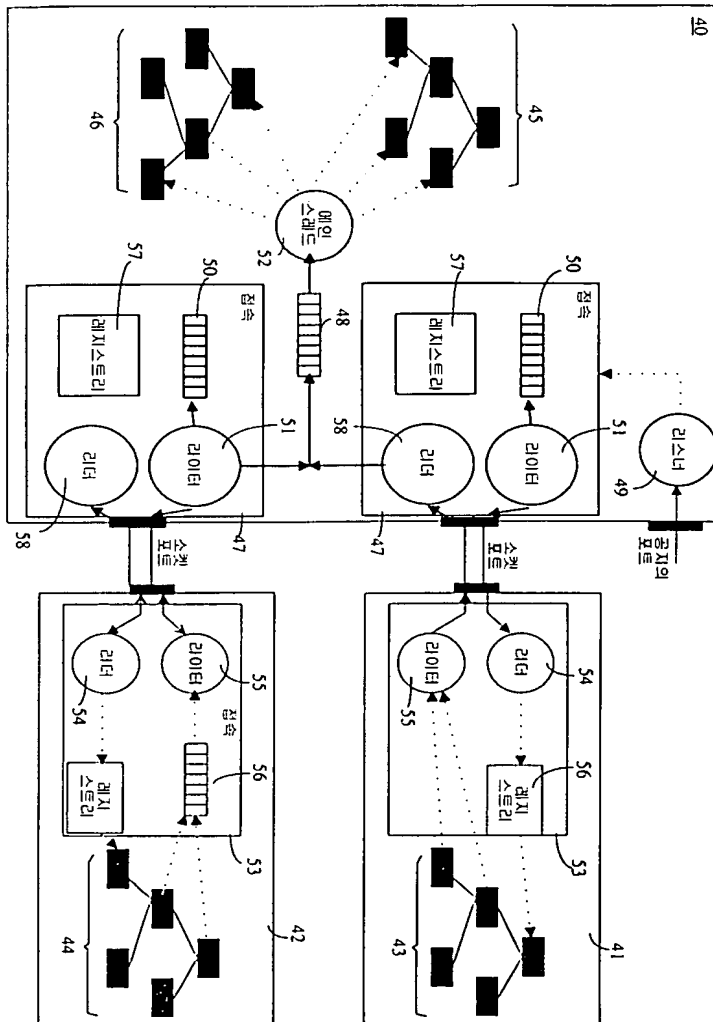 43
44
41
42
53
53
56
레지
스트리
56
레지
스트리
54
리더
라이터
55
접속
55
라이터
리더
54
공지의
포트
소켓
포트
소켓
포트
47
47
리스너
49
51
라이터
58
리더
51
라이터
리더
58
50
접속
57
레지스트리
48
50
접속
57
레지스트리
메인
스레드
52
45
46
40